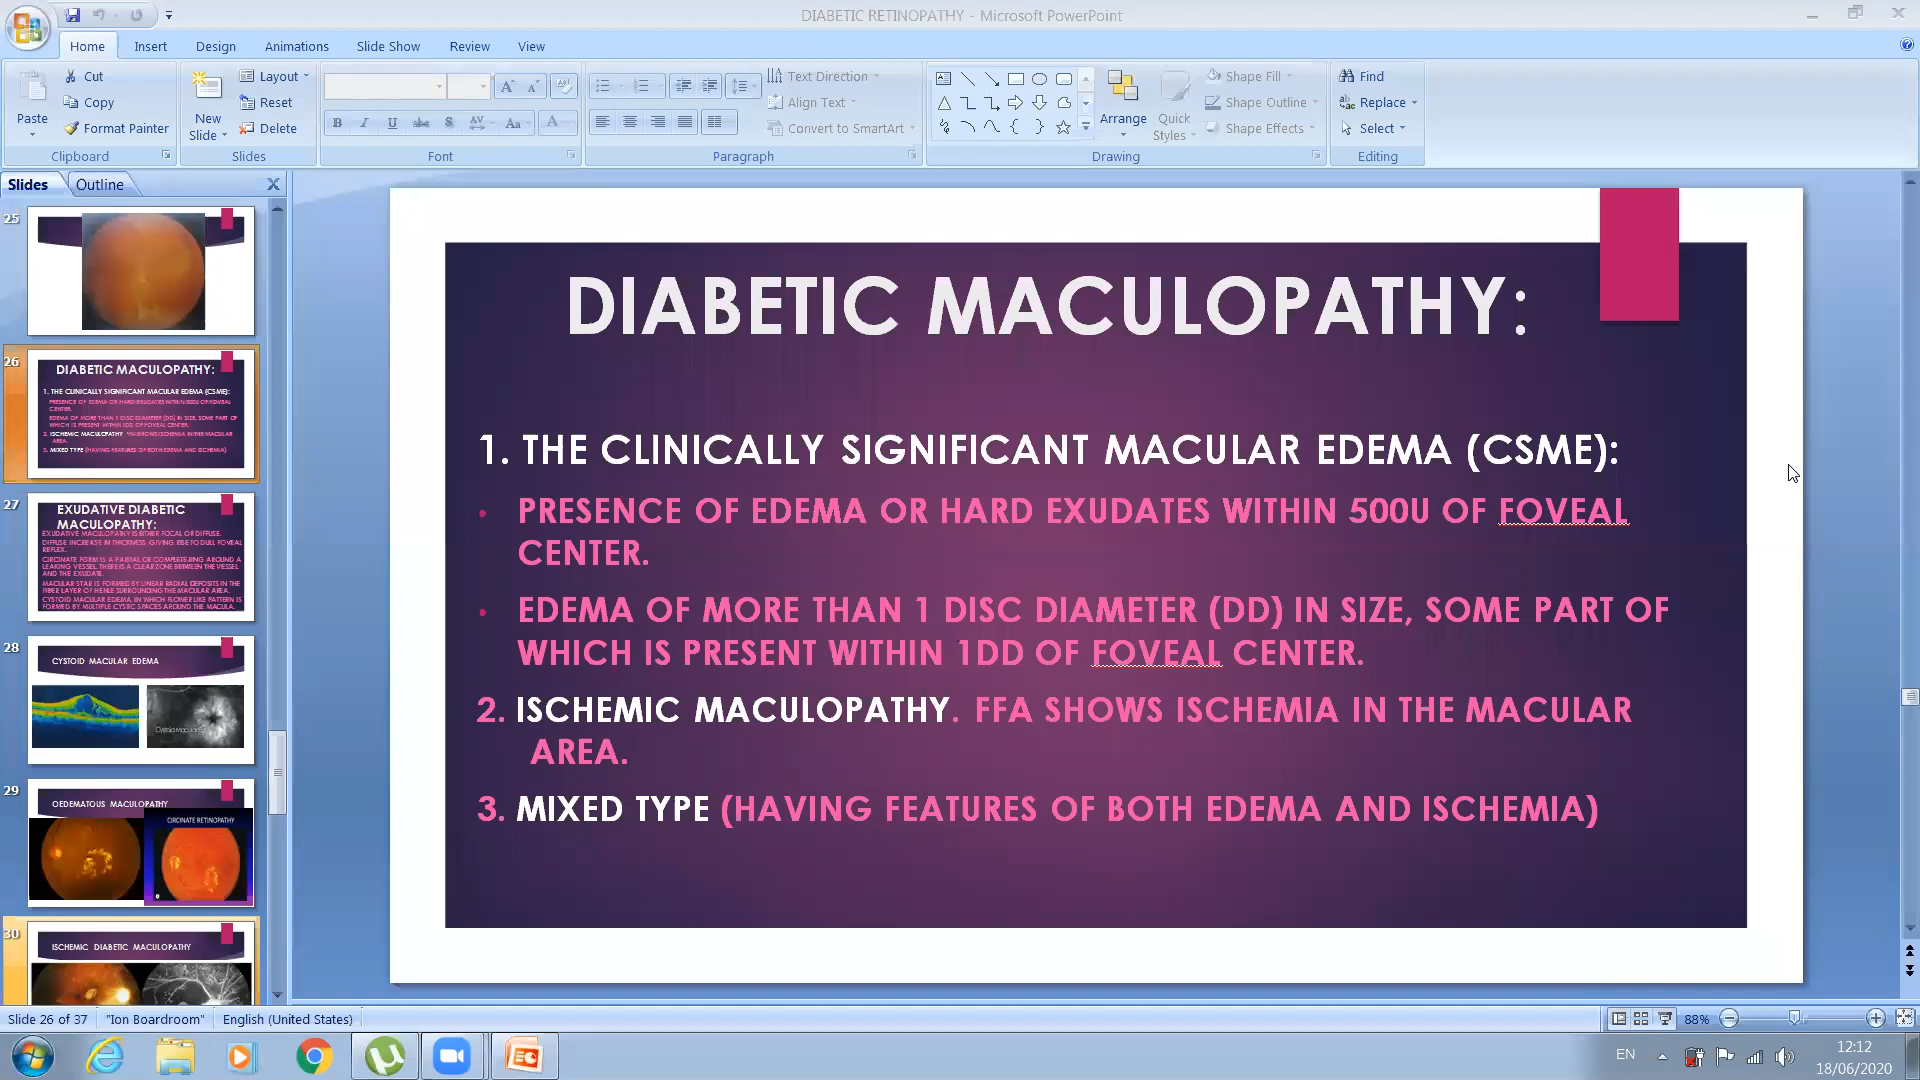 DIABETIC RETINOPATHY - Microsoft PowerPoint
Home Insert Design Animations Slide Show Review View
Paste
Cut
Copy
Format Painter
Clipboard
New Slide
Layout
Reset
Delete
Slides
B I U abe S AV Aa A
Font
Text Direction
Align Text
Convert to SmartArt
Paragraph
Arrange
Quick Styles
Shape Fill
Shape Outline
Shape Effects
Drawing
Find
Replace
Select
Editing
Slides Outline
25
26
DIABETIC MACULOPATHY:
1. THE CLINICALLY SIGNIFICANT MACULAR EDEMA (CSME):
PRESENCE OF EDEMA OR HARD EXUDATES WITHIN 500U OF FOVEAL
CENTER.
EDEMA OF MORE THAN 1 DISC DIAMETER (DD) IN SIZE, SOME PART OF
WHICH IS PRESENT WITHIN 1DD OF FOVEAL CENTER.
2. ISCHEMIC MACULOPATHY. FFA SHOWS ISCHEMIA IN THE MACULAR
AREA.
3. MIXED TYPE (HAVING FEATURES OF BOTH EDEMA AND ISCHEMIA)
27
EXUDATIVE DIABETIC
MACULOPATHY:
EXUDATIVE MACULOPATHY IS EITHER FOCAL OR DIFFUSE.
DIFFUSE INCREASE IN THICKNESS, GIVING RISE TO DULL FOVEAL
REFLEX.
CIRCINATE FORM IS A PARTIAL OR COMPLETE RING AROUND A
LEAKING VESSEL. THERE IS A CLEAR ZONE BETWEEN THE VESSEL
AND THE EXUDATE.
MACULAR STAR IS FORMED BY LINEAR RADIAL DEPOSITS IN THE
FIBER LAYER OF HENLE SURROUNDING THE MACULAR AREA.
CYSTOID MACULAR EDEMA, IN WHICH FLOWER LIKE PATTERN IS
FORMED BY MULTIPLE CYSTIC SPACES AROUND THE MACULA.
28
CYSTOID MACULAR EDEMA
29
OEDEMATOUS MACULOPATHY
CIRCINATE RETINOPATHY
30
ISCHEMIC DIABETIC MACULOPATHY
DIABETIC MACULOPATHY:
1. THE CLINICALLY SIGNIFICANT MACULAR EDEMA (CSME):
• PRESENCE OF EDEMA OR HARD EXUDATES WITHIN 500U OF FOVEAL
CENTER.
• EDEMA OF MORE THAN 1 DISC DIAMETER (DD) IN SIZE, SOME PART OF
WHICH IS PRESENT WITHIN 1DD OF FOVEAL CENTER.
2. ISCHEMIC MACULOPATHY. FFA SHOWS ISCHEMIA IN THE MACULAR
AREA.
3. MIXED TYPE (HAVING FEATURES OF BOTH EDEMA AND ISCHEMIA)
Slide 26 of 37 "Ion Boardroom" English (United States) 88%
EN
12:12
18/06/2020